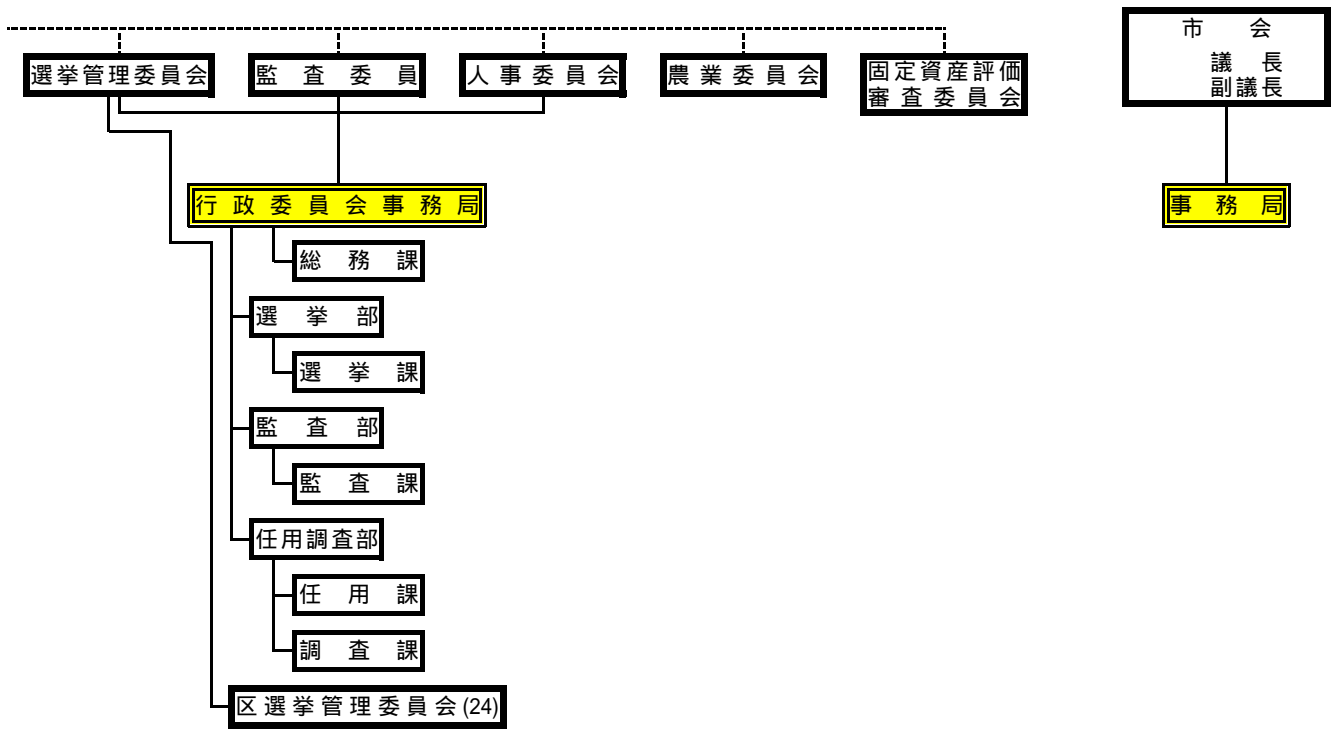 選挙管理委員会
監査委員
人事委員会
農業委員会
固定資産評価
審査委員会
市会
議長
副議長
行政委員会事務局
事務局
総務課
選挙部
選挙課
監査部
監査課
任用調査部
任用課
調査課
区選挙管理委員会(24)